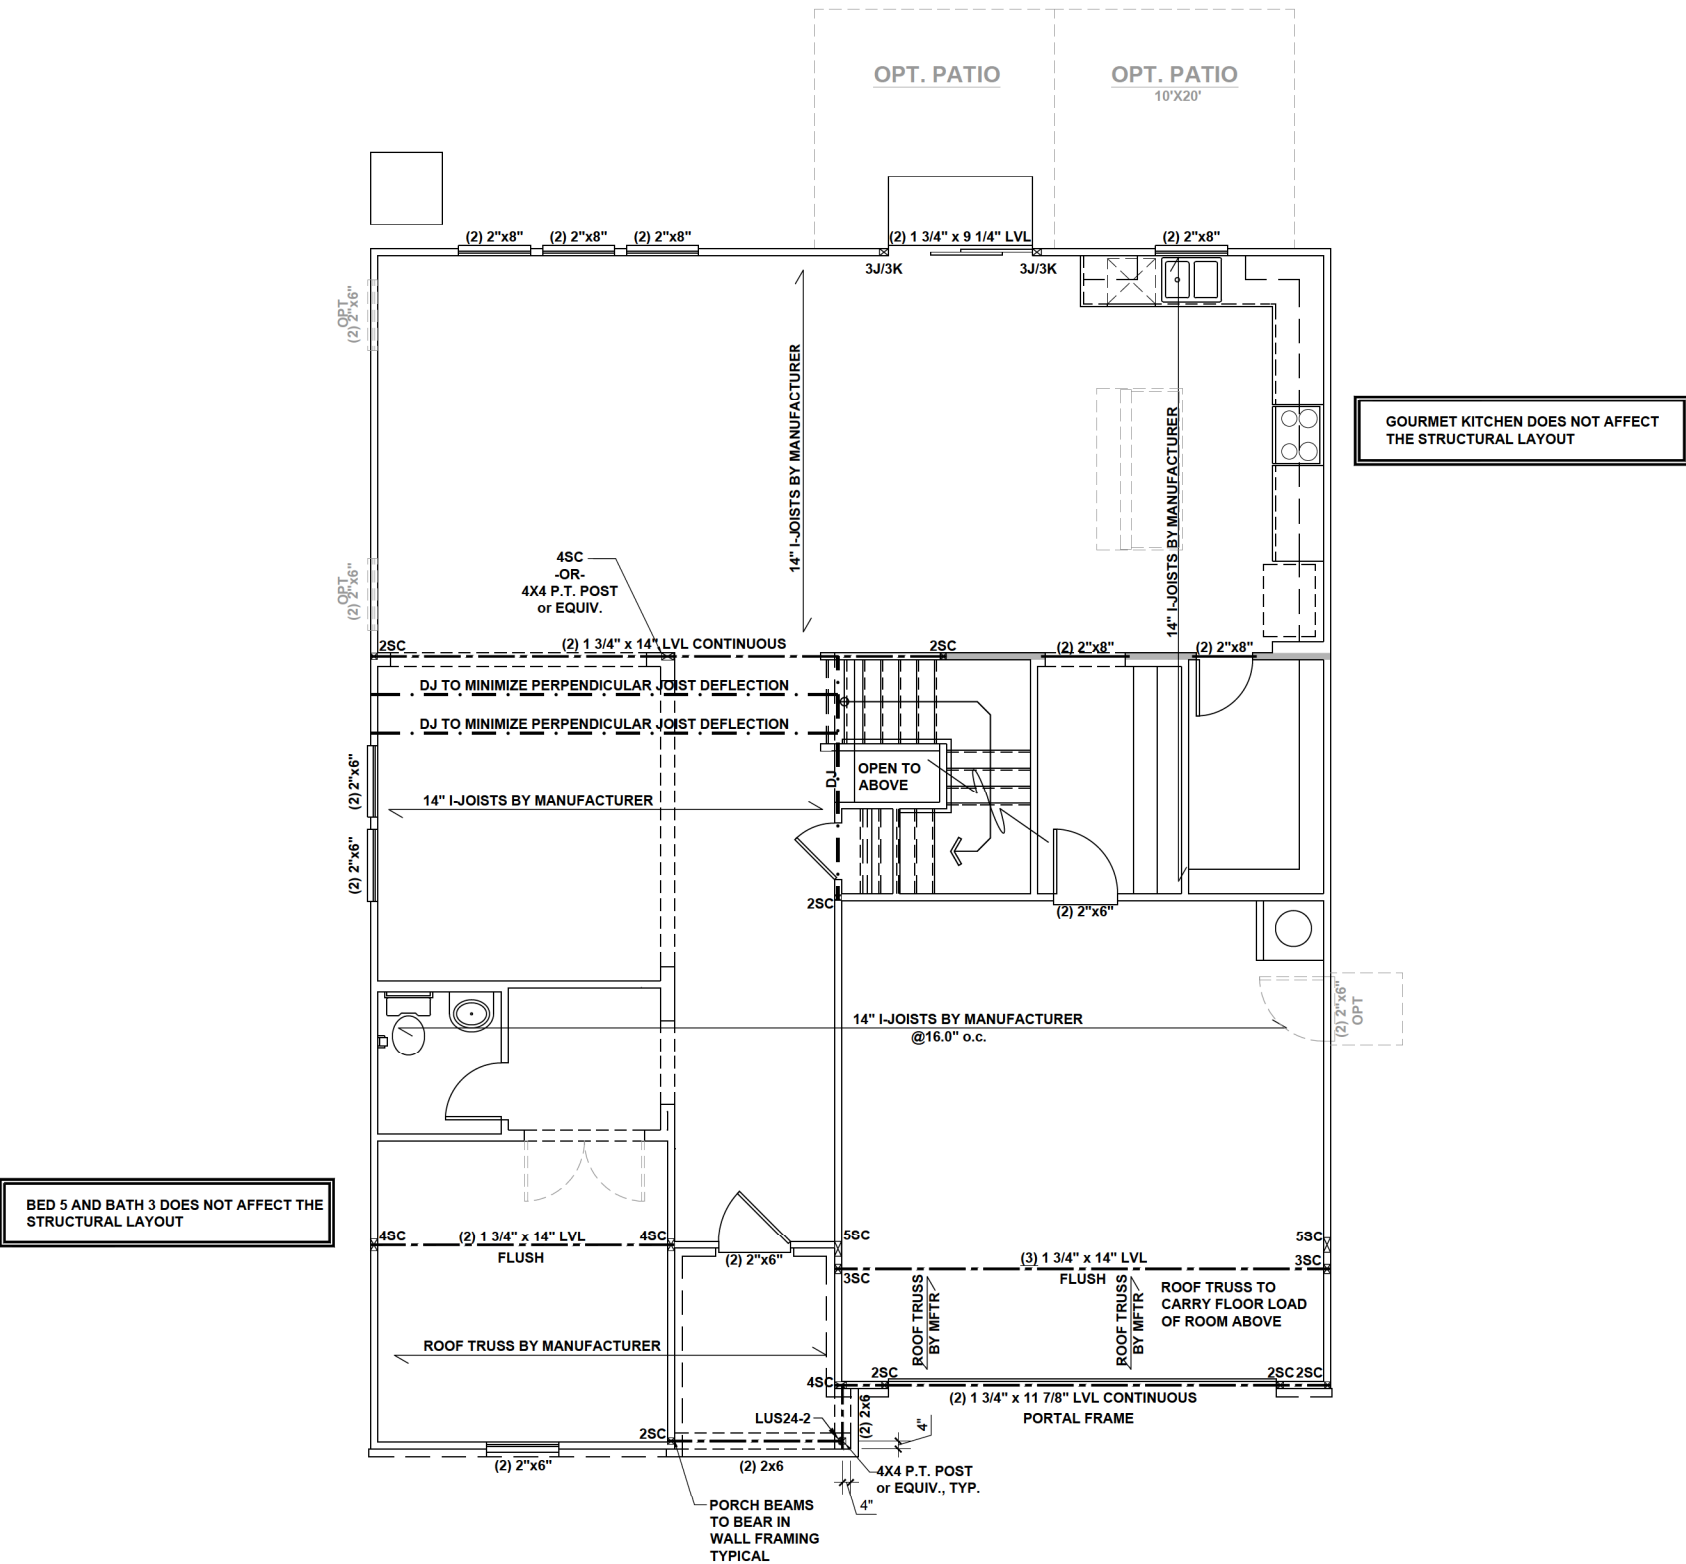 OPT. PATIO
OPT. PATIO
10'X20'
(2) 2"x8"
(2) 2"x8"
(2) 2"x8"
(2) 1 3/4" x 9 1/4" LVL
(2) 2"x8"
3J/3K
3J/3K
OPT
(2) 2"x6"
14" I-JOISTS BY MANUFACTURER
14" I-JOISTS BY MANUFACTURER
GOURMET KITCHEN DOES NOT AFFECT
THE STRUCTURAL LAYOUT
4SC
-OR-
4X4 P.T. POST
or EQUIV.
OPT
(2) 2"x6"
2SC
(2) 1 3/4" x 14" LVL CONTINUOUS
2SC
(2) 2"x8"
(2) 2"x8"
DJ TO MINIMIZE PERPENDICULAR JOIST DEFLECTION
DJ TO MINIMIZE PERPENDICULAR JOIST DEFLECTION
(2) 2"x6"
DJ
OPEN TO
ABOVE
14" I-JOISTS BY MANUFACTURER
(2) 2"x6"
2SC
(2) 2"x6"
14" I-JOISTS BY MANUFACTURER
@16.0" o.c.
(2) 2"x6"
OPT
BED 5 AND BATH 3 DOES NOT AFFECT THE
STRUCTURAL LAYOUT
4SC
(2) 1 3/4" x 14" LVL
4SC
FLUSH
(2) 2"x6"
5SC
5SC
(3) 1 3/4" x 14" LVL
3SC
3SC
FLUSH
ROOF TRUSS
BY MFTR
ROOF TRUSS
BY MFTR
ROOF TRUSS TO
CARRY FLOOR LOAD
OF ROOM ABOVE
ROOF TRUSS BY MANUFACTURER
4SC
2SC
2SC
2SC
(2) 1 3/4" x 11 7/8" LVL CONTINUOUS
PORTAL FRAME
LUS24-2
(2) 2x6
4"
2SC
(2) 2"x6"
(2) 2x6
4X4 P.T. POST
or EQUIV., TYP.
4"
PORCH BEAMS
TO BEAR IN
WALL FRAMING
TYPICAL